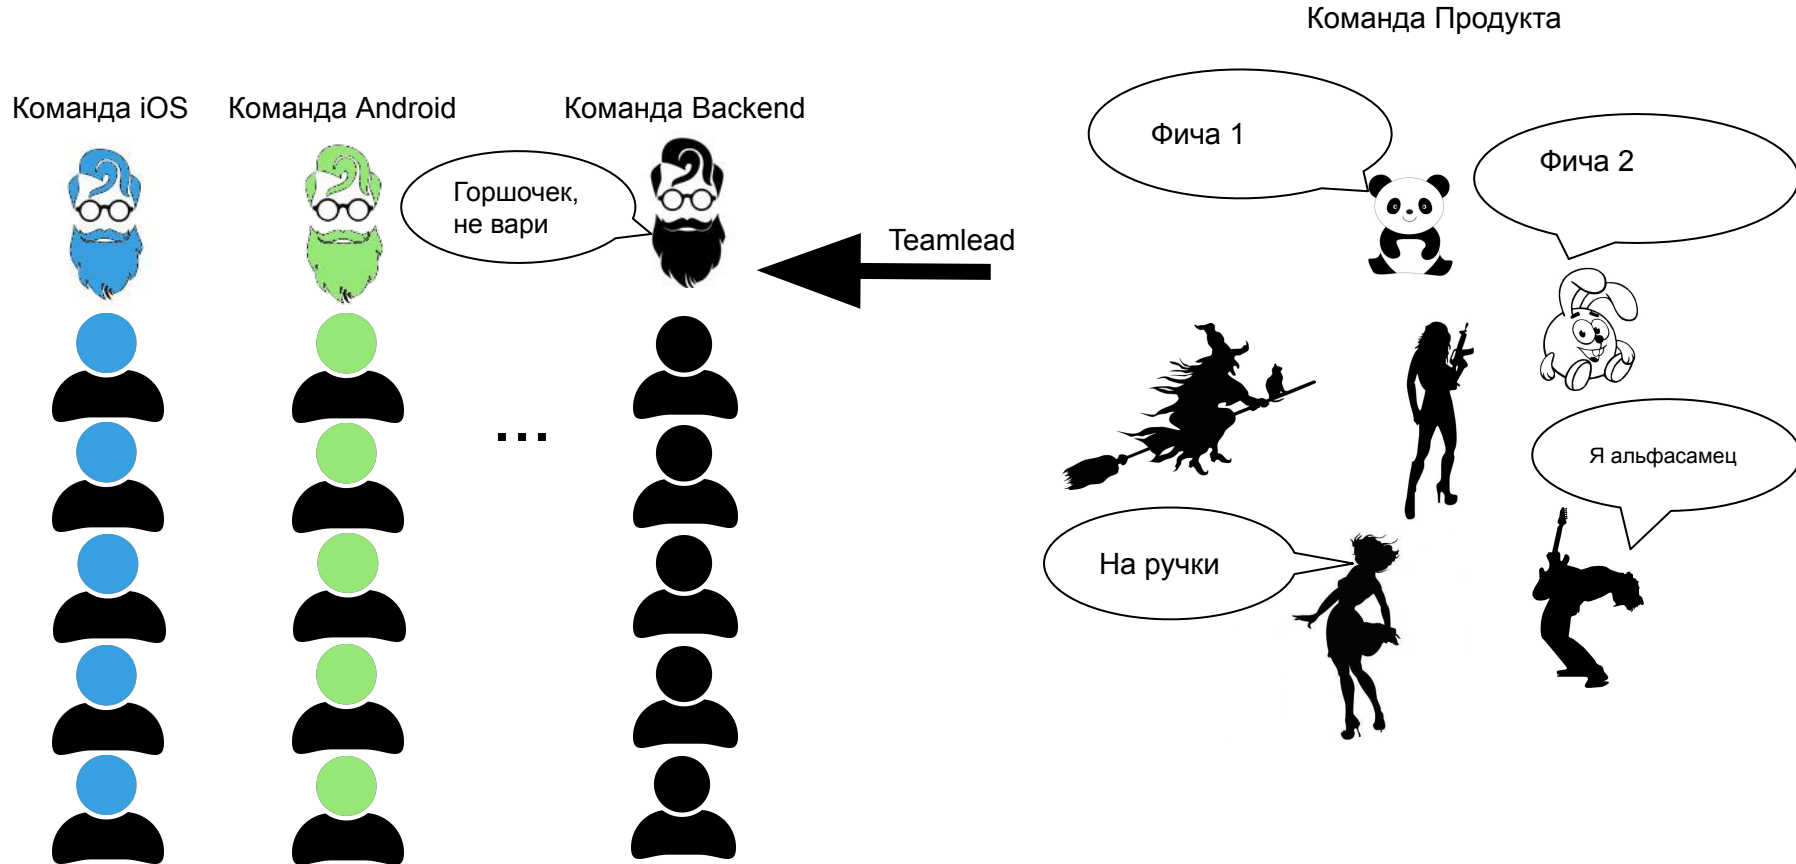 Команда Продукта
Команда iOS
Команда Android
Команда Backend
Фича 1
Фича 2
Горшочек,
не вари
Teamlead
Я альфасамец
На ручки
...